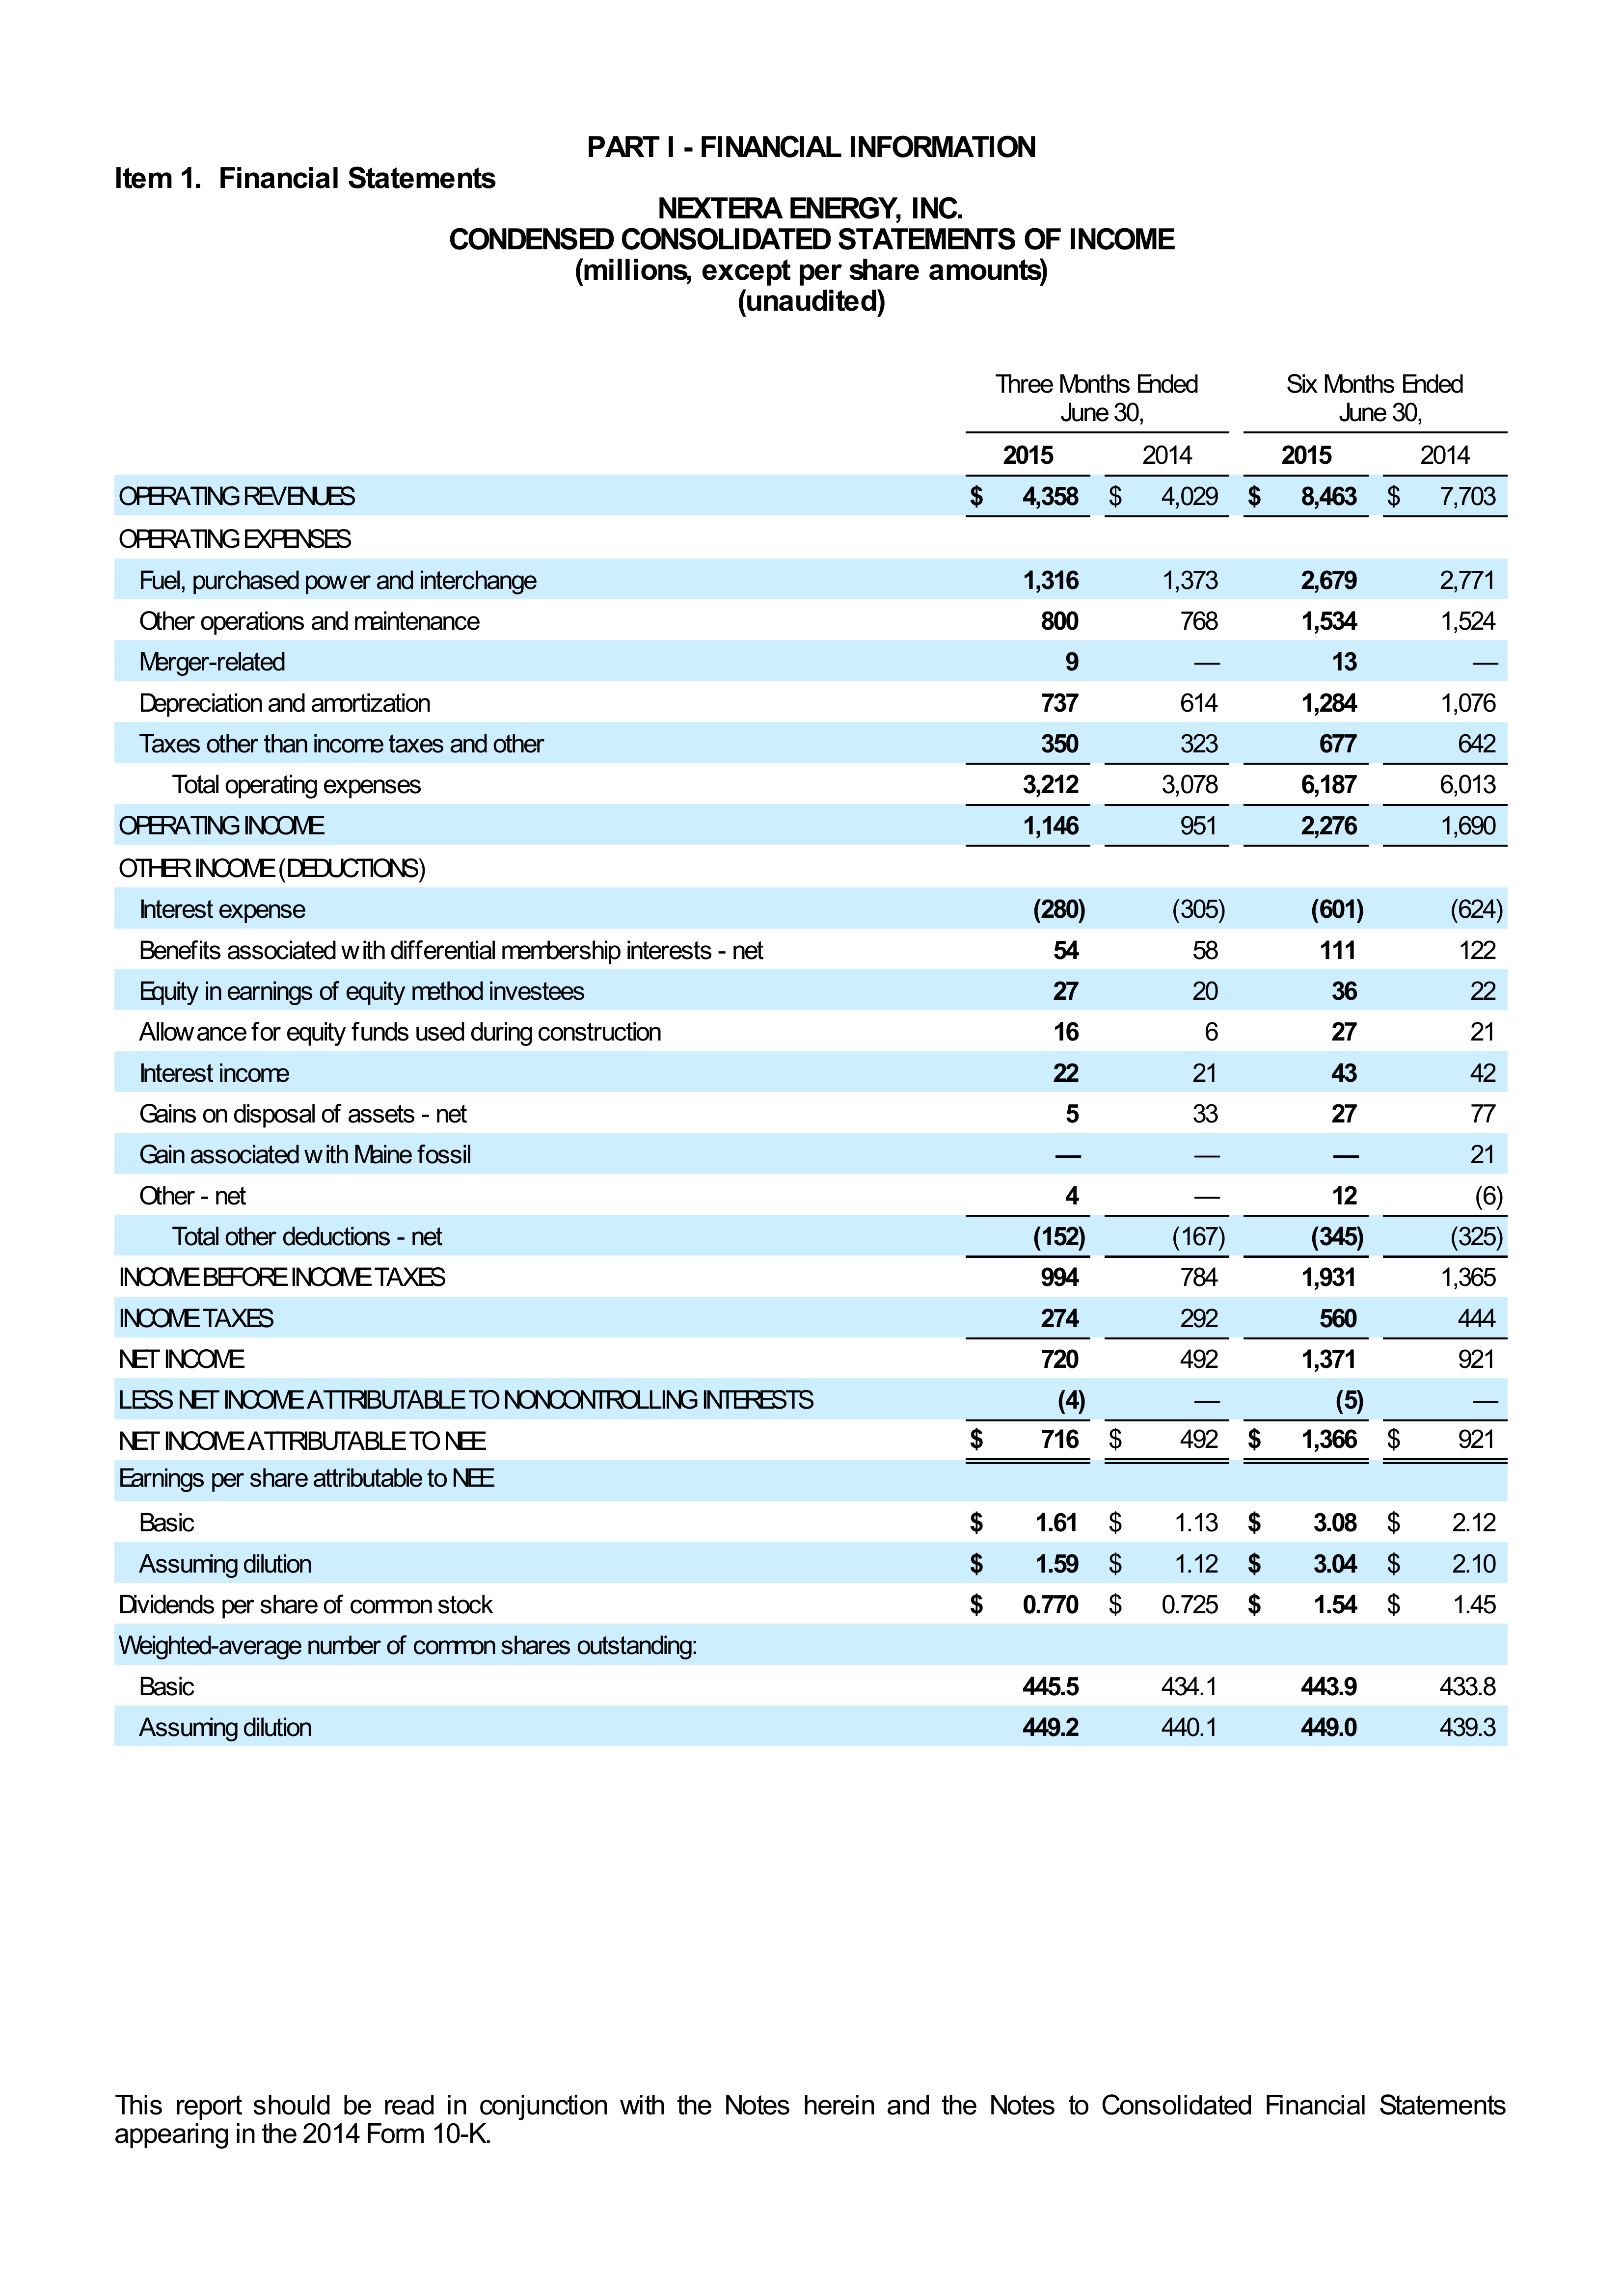 PART I - FINANCIAL INFORMATION
Item 1. Financial Statements
NEXTERA ENERGY, INC.
CONDENSED CONSOLIDATED STATEMENTS OF INCOME
(millions, except per share amounts)
(unaudited)
Three Months Ended June 30, Six Months Ended June 30,
2015 2014 2015 2014
OPERATING REVENUES $ 4,358 $ 4,029 $ 8,463 $ 7,703
OPERATING EXPENSES
Fuel, purchased power and interchange 1,316 1,373 2,679 2,771
Other operations and maintenance 800 768 1,534 1,524
Merger-related 9 — 13 —
Depreciation and amortization 737 614 1,284 1,076
Taxes other than income taxes and other 350 323 677 642
Total operating expenses 3,212 3,078 6,187 6,013
OPERATING INCOME 1,146 951 2,276 1,690
OTHER INCOME (DEDUCTIONS)
Interest expense (280) (305) (601) (624)
Benefits associated with differential membership interests - net 54 58 111 122
Equity in earnings of equity method investees 27 20 36 22
Allowance for equity funds used during construction 16 6 27 21
Interest income 22 21 43 42
Gains on disposal of assets - net 5 33 27 77
Gain associated with Maine fossil — — — 21
Other - net 4 — 12 (6)
Total other deductions - net (152) (167) (345) (325)
INCOME BEFORE INCOME TAXES 994 784 1,931 1,365
INCOME TAXES 274 292 560 444
NET INCOME 720 492 1,371 921
LESS NET INCOME ATTRIBUTABLE TO NONCONTROLLING INTERESTS (4) — (5) —
NET INCOME ATTRIBUTABLE TO NEE $ 716 $ 492 $ 1,366 $ 921
Earnings per share attributable to NEE
Basic $ 1.61 $ 1.13 $ 3.08 $ 2.12
Assuming dilution $ 1.59 $ 1.12 $ 3.04 $ 2.10
Dividends per share of common stock $ 0.770 $ 0.725 $ 1.54 $ 1.45
Weighted-average number of common shares outstanding:
Basic 445.5 434.1 443.9 433.8
Assuming dilution 449.2 440.1 449.0 439.3
This report should be read in conjunction with the Notes herein and the Notes to Consolidated Financial Statements
appearing in the 2014 Form 10-K.